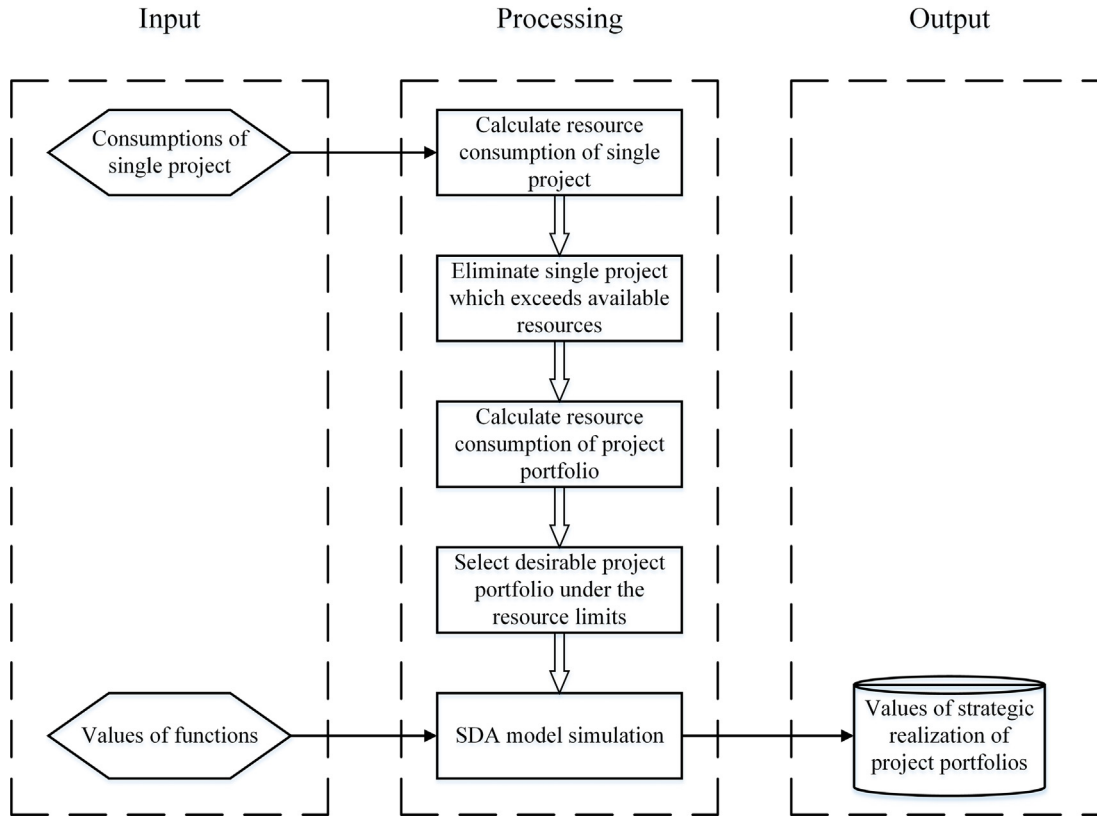 Input
Processing
Output
Consumptions of
single project
Calculate resource
consumption of single
project
Eliminate single project
which exceeds available
resources
Calculate resource
consumption of project
portfolio
Select desirable project
portfolio under the
resource limits
Values of functions
SDA model simulation
Values of strategic
realization of
project portfolios